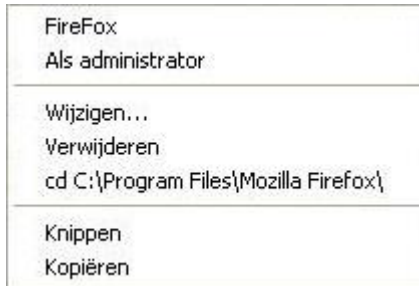 FireFox
Als administrator
Wijzigen...
Verwijderen
cd C:\Program Files\Mozilla Firefox\
Knippen
Kopiëren